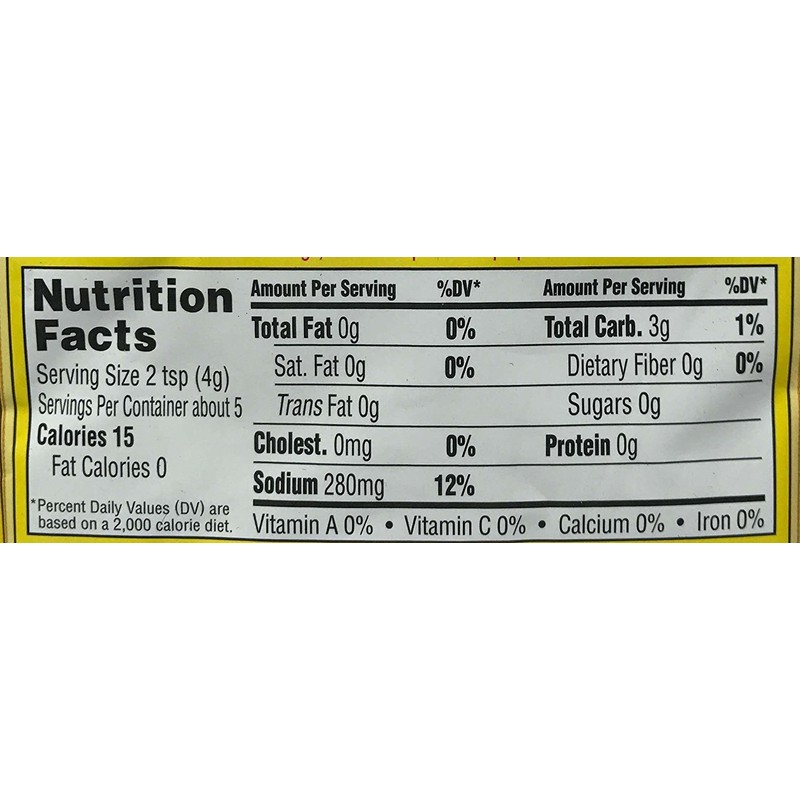 Nutrition
Facts
Serving Size 2 tsp (4g)
Servings Per Container about 5
Calories 15
Fat Calories 0
*Percent Daily Values (DV) are
based on a 2,000 calorie diet.
Amount Per Serving %DV*
Total Fat 0g 0%
Sat. Fat 0g 0%
Trans Fat 0g
Cholest. 0mg 0%
Sodium 280mg 12%
Amount Per Serving %DV*
Total Carb. 3g 1%
Dietary Fiber 0g 0%
Sugars 0g
Protein 0g
Vitamin A 0% • Vitamin C 0% • Calcium 0% • Iron 0%